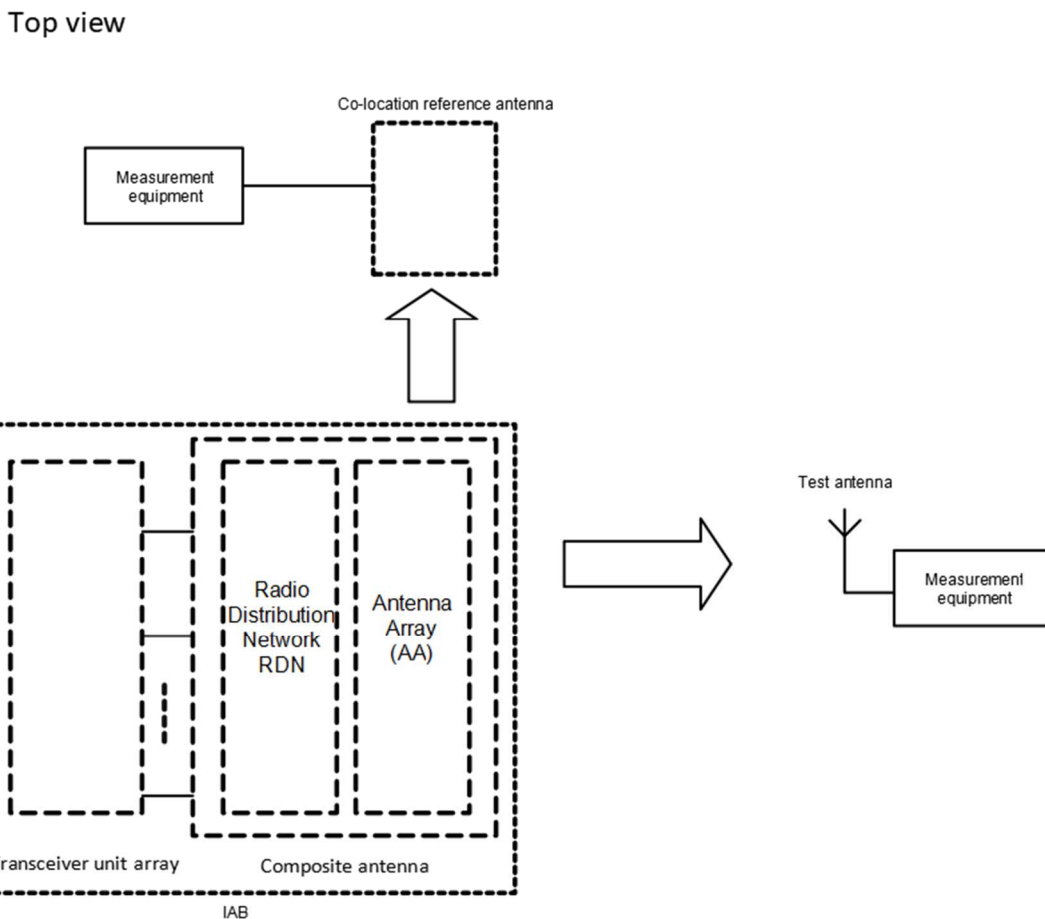 Top view
Co-location reference antenna
Measurement
equipment
Test antenna
Measurement
equipment
Radio
Distribution
Network
RDN
Antenna
Array
(AA)
ransceiver unit array
Composite antenna
IAB